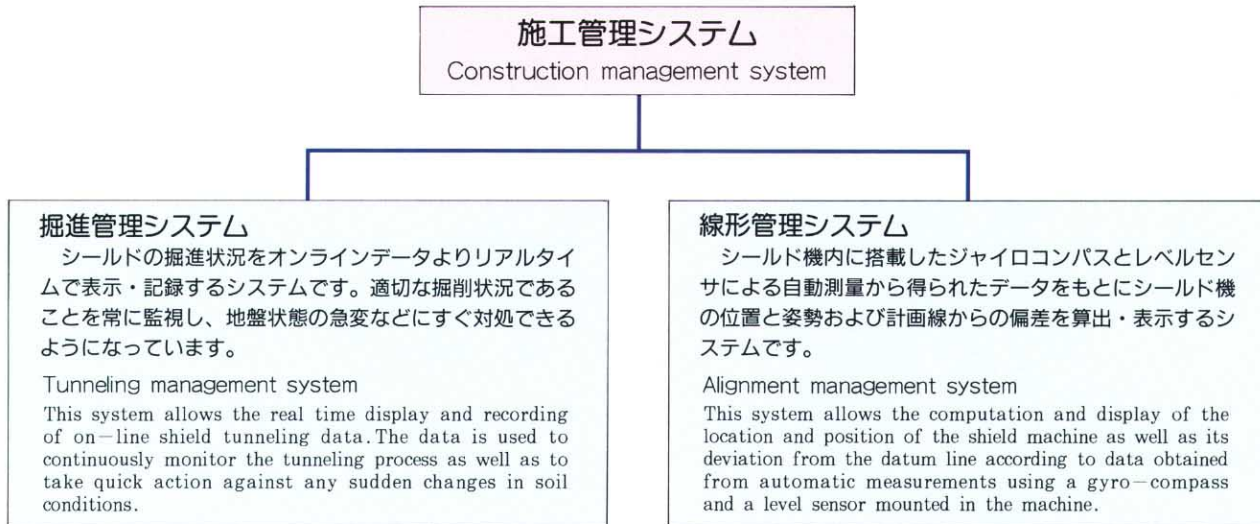 施工管理システム
Construction management system
掘進管理システム
シールドの掘進状況をオンラインデータよりリアルタイ
ムで表示・記録するシステムです。適切な掘削状況である
ことを常に監視し、地盤状態の急変などにすぐ対処できる
ようになっています。
Tunneling management system
This system allows the real time display and recording
of on-line shield tunneling data. The data is used to
continuously monitor the tunneling process as well as to
take quick action against any sudden changes in soil
conditions.
線形管理システム
シールド機内に搭載したジャイロコンパスとレベルセン
サによる自動測量から得られたデータをもとにシールド機
の位置と姿勢および計画線からの偏差を算出・表示するシ
ステムです。
Alignment management system
This system allows the computation and display of the
location and position of the shield machine as well as its
deviation from the datum line according to data obtained
from automatic measurements using a gyro-compass
and a level sensor mounted in the machine.